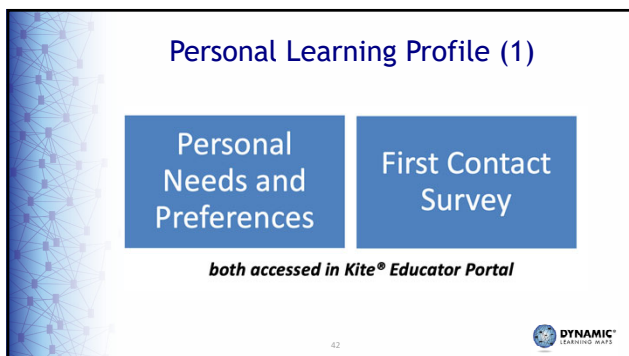 Personal Learning Profile (1)
Personal
Needs and
Preferences
First Contact
Survey
both accessed in Kite® Educator Portal
42
DYNAMIC®
LEARNING MAPS